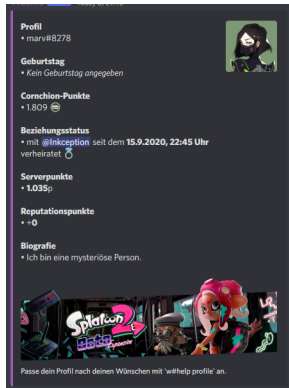 Profil
• marv#8278
Geburtstag
• Kein Geburtstag angegeben
Cornchion-Punkte
• 1.809
Beziehungsstatus
• mit @Inkception seit dem 15.9.2020, 22:45 Uhr
verheiratet
Serverpunkte
• 1.035p
Reputationspunkte
• +0
Biografie
• Ich bin eine mysteriöse Person.
Splatoon 2
Octo Expansion
Passe dein Profil nach deinen Wünschen mit 'w#help profile' an.